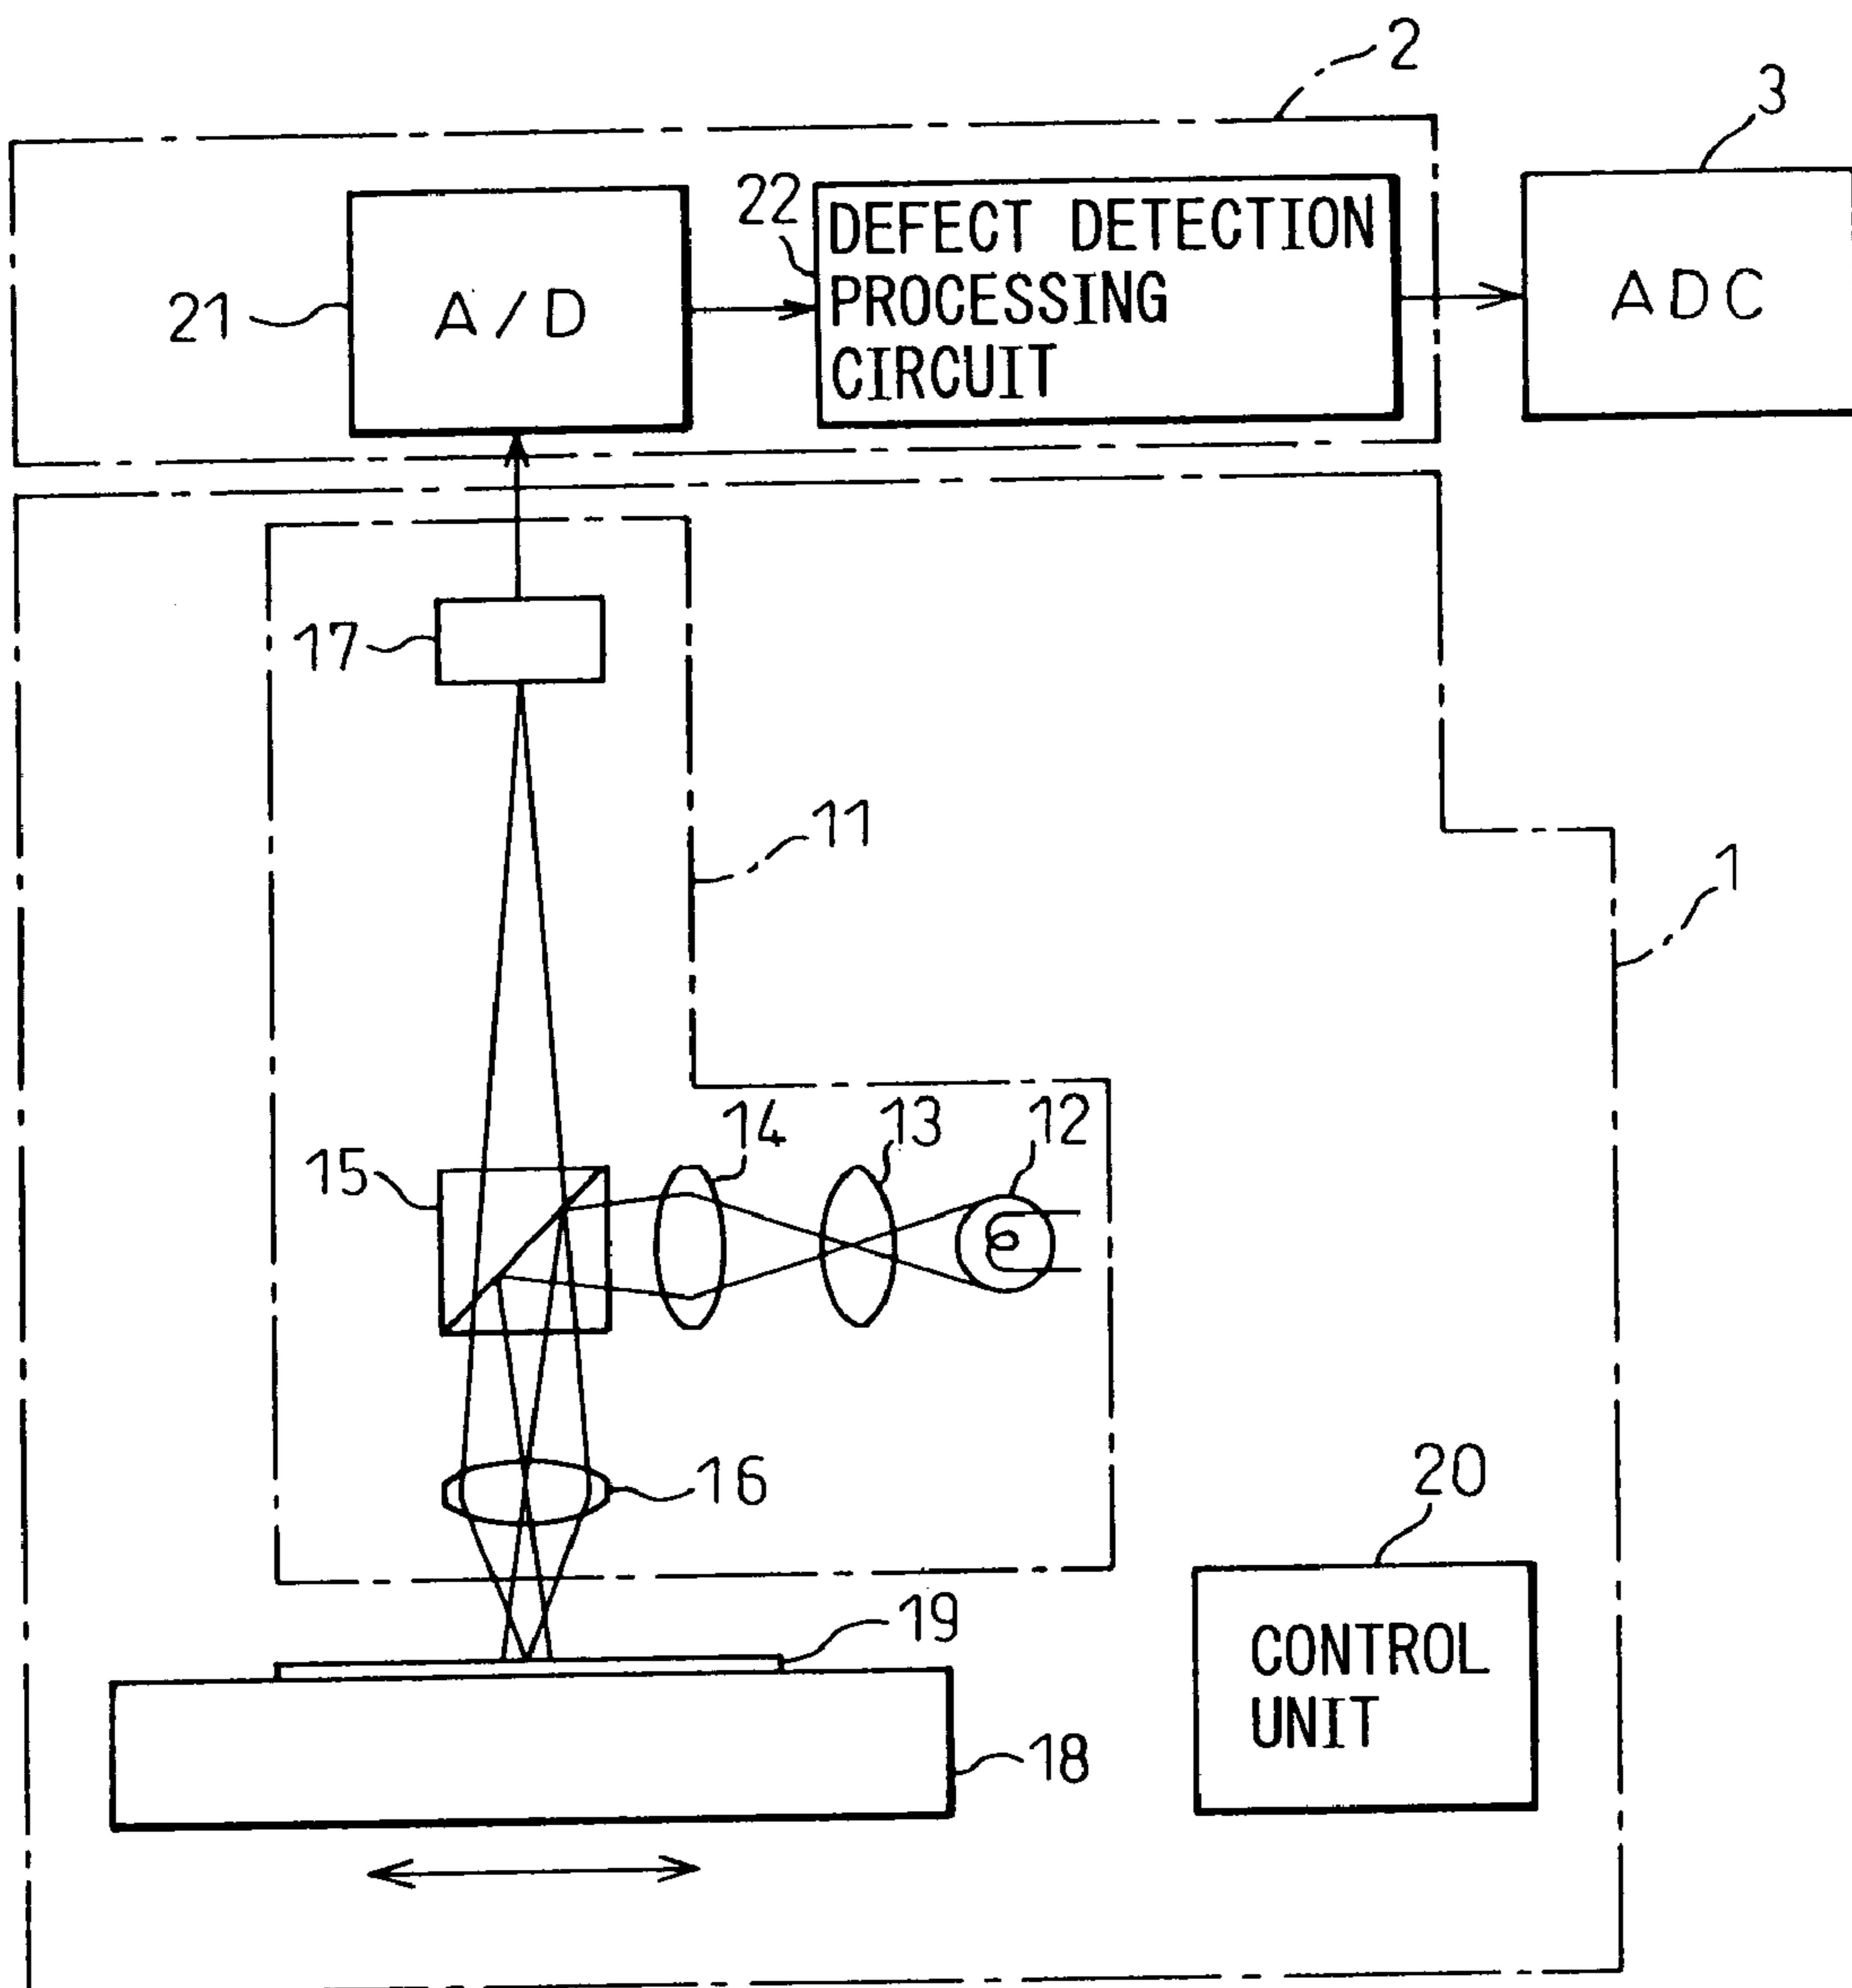 2
3
22
DEFECT DETECTION
PROCESSING
CIRCUIT
21
A/D
ADC
17
11
1
14
13
12
15
16
20
19
CONTROL
UNIT
18